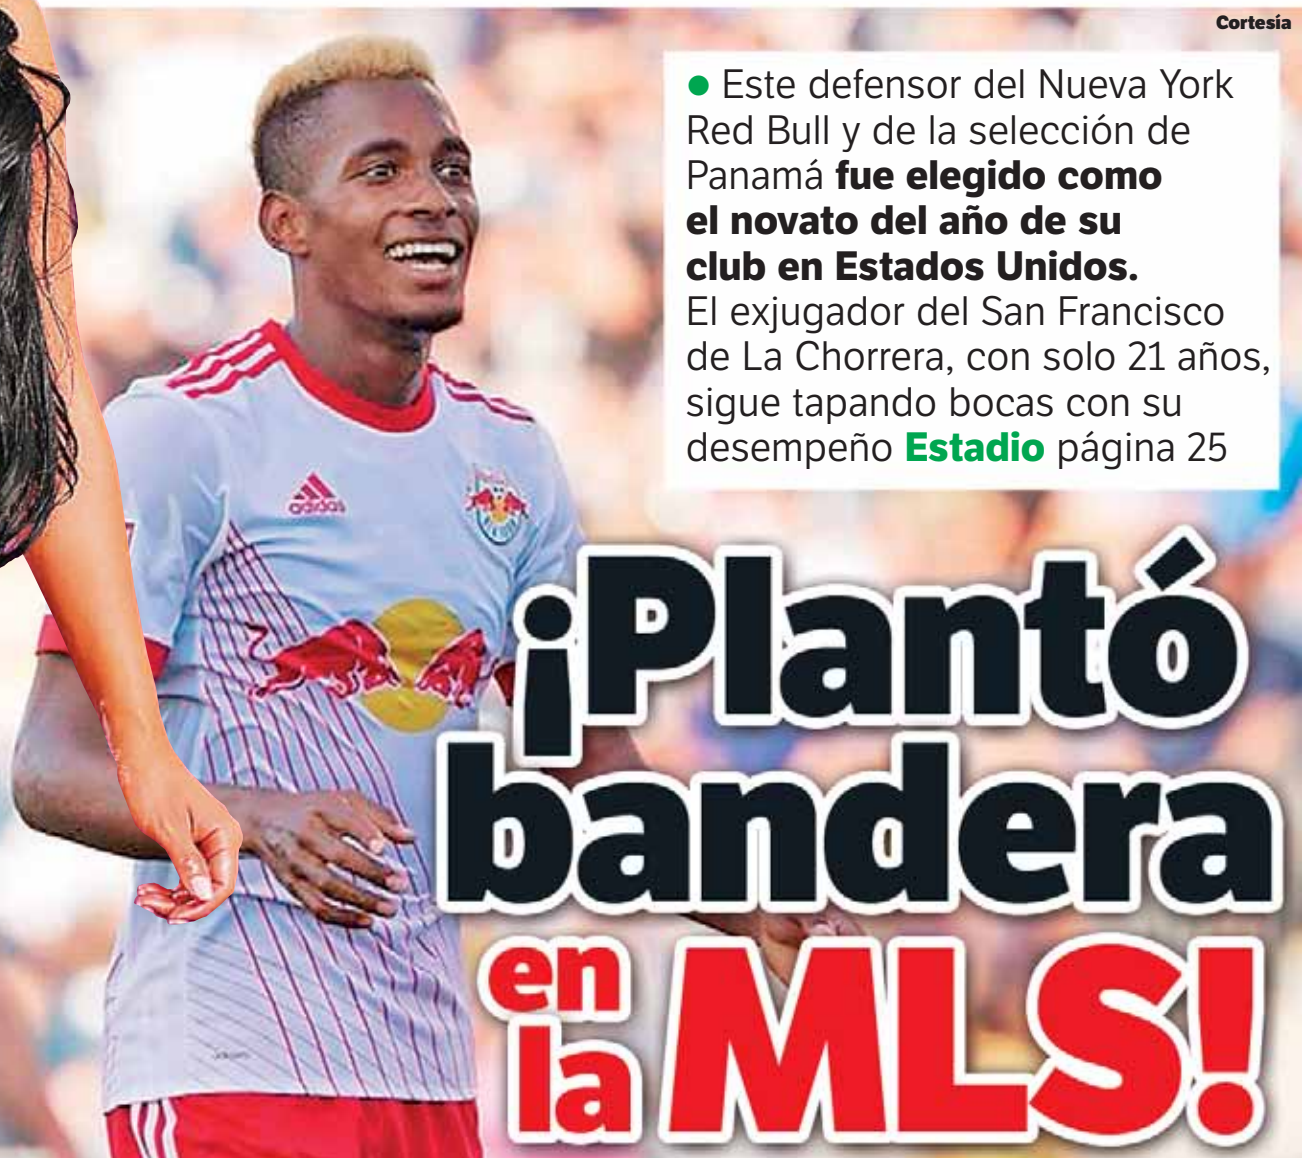 Cortesía
● Este defensor del Nueva York
Red Bull y de la selección de
Panamá fue elegido como
el novato del año de su
club en Estados Unidos.
El exjugador del San Francisco
de La Chorrera, con solo 21 años,
sigue tapando bocas con su
desempeño Estadio página 25
adidas
¡Plantó
bandera
en
la MLS!